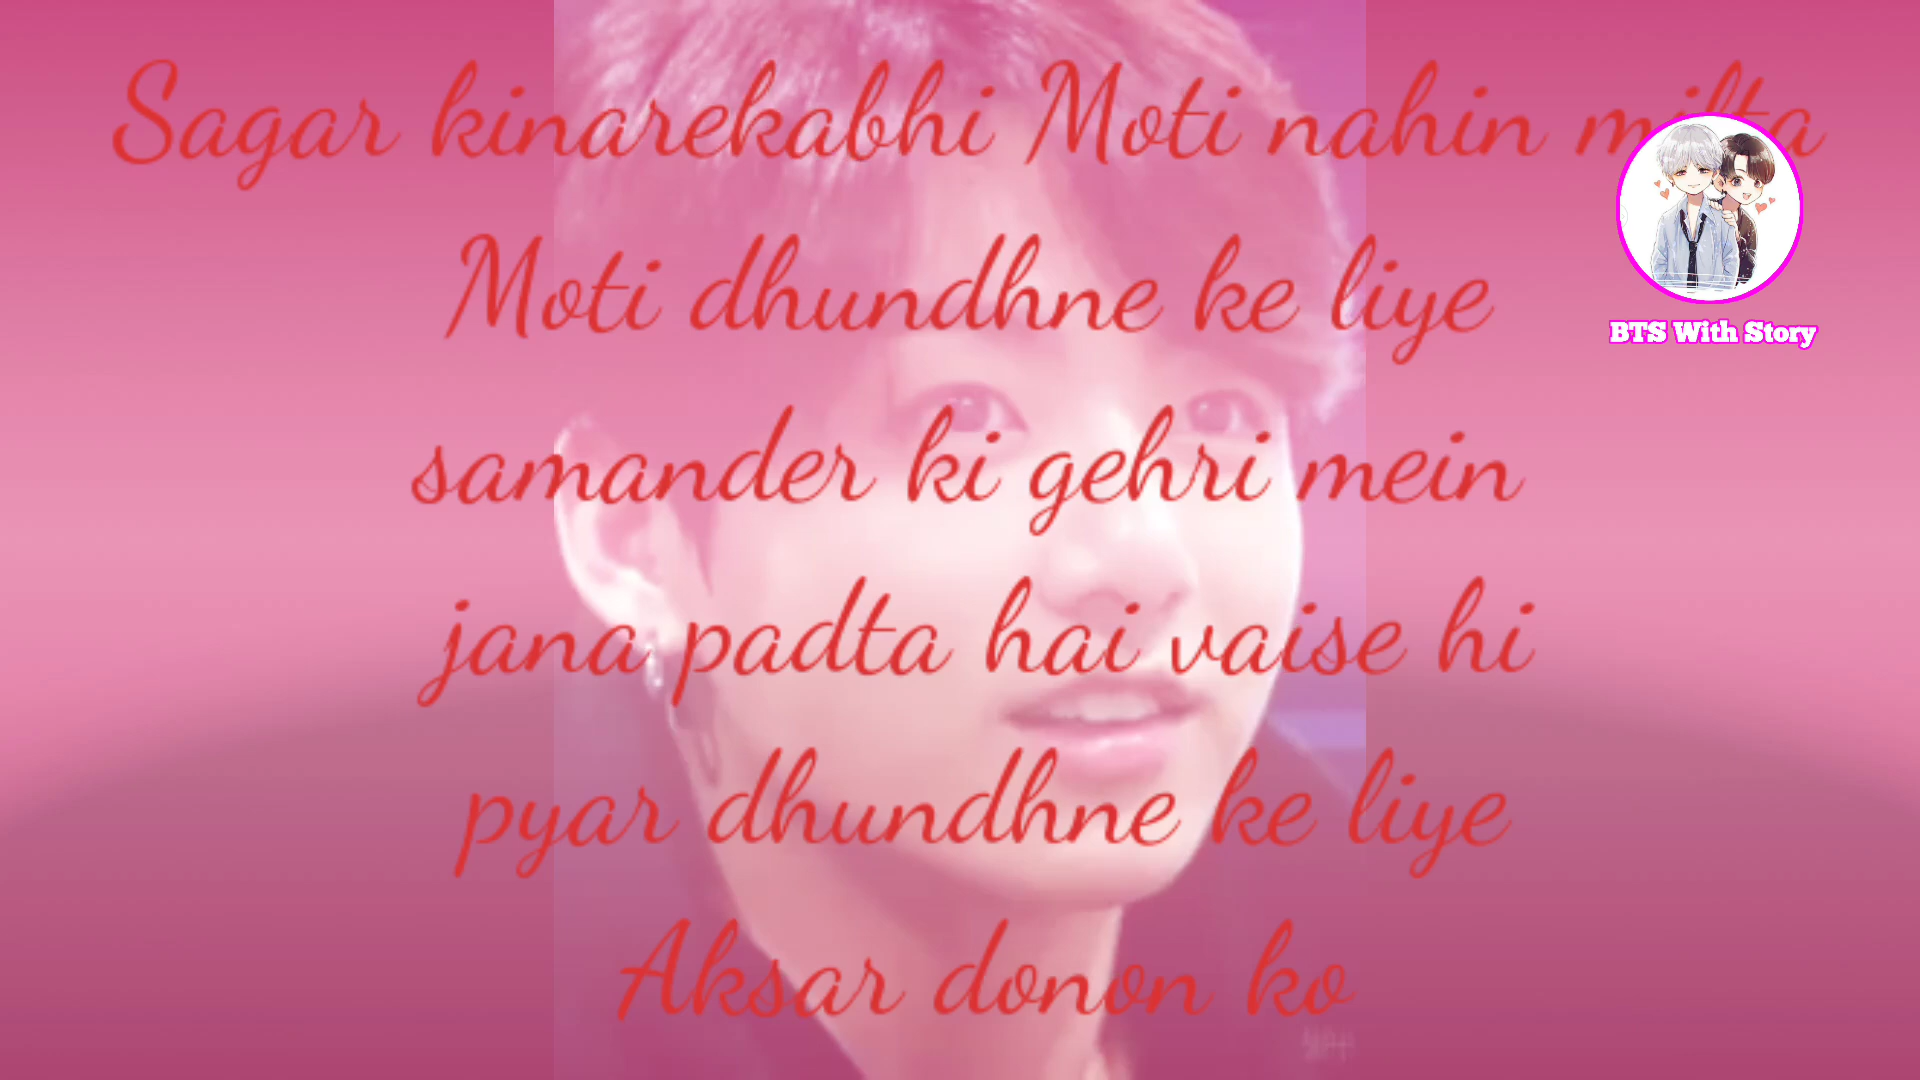 Sagar kinarekabhi Moti nahin milta
Moti dhundhne ke liye
samander ki gehri mein
jana padta hai vaise hi
pyar dhundhne ke liye
Aksar donon ko
BTS With Story